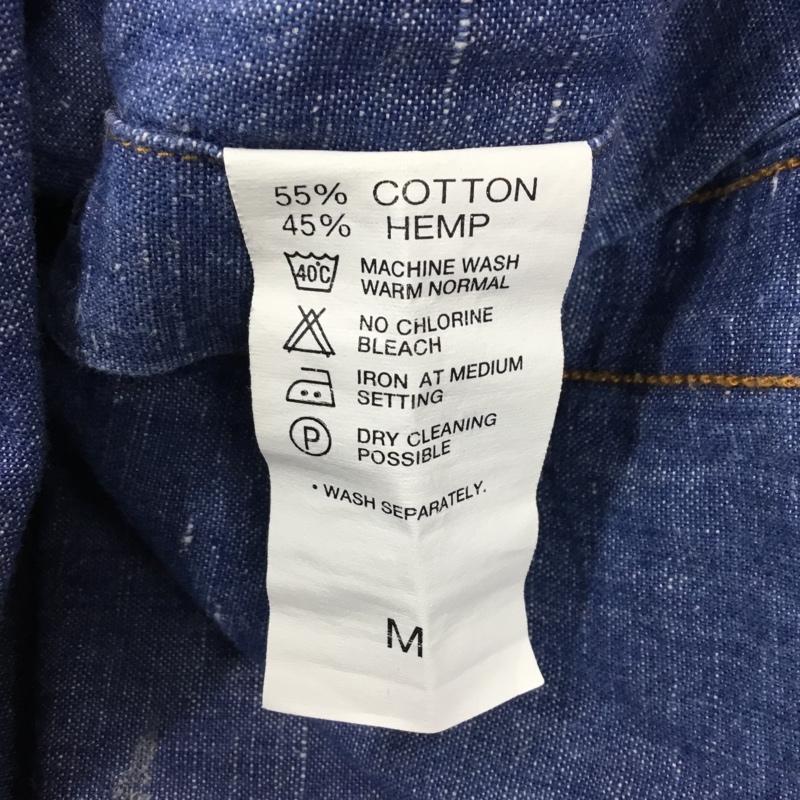 55% COTTON
45% HEMP
40℃ MACHINE WASH
WARM NORMAL
NO CHLORINE
BLEACH
IRON AT MEDIUM
SETTING
P DRY CLEANING
POSSIBLE
• WASH SEPARATELY.
M